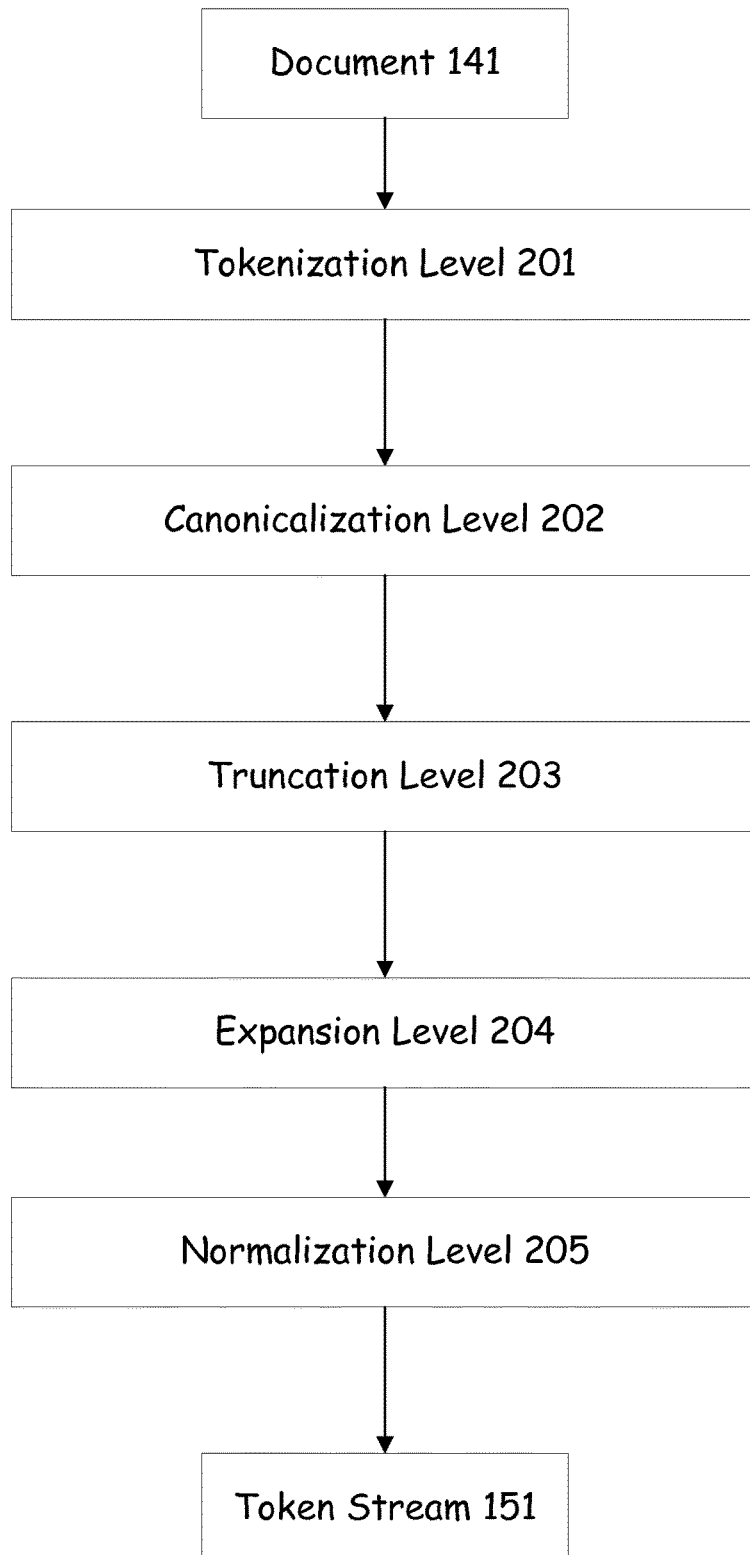 Document 141
Tokenization Level 201
Canonicalization Level 202
Truncation Level 203
Expansion Level 204
Normalization Level 205
Token Stream 151